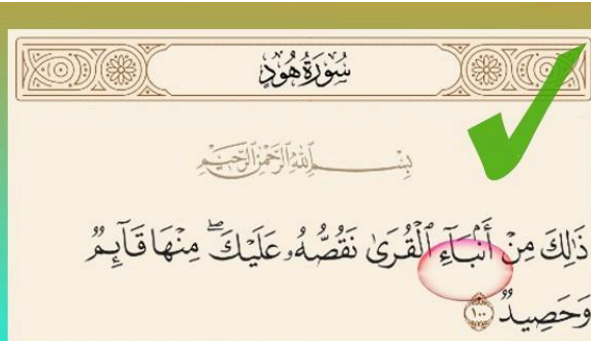 سُورَةُ هُودٍ
بِسْمِ ٱللَّهِ ٱلرَّحْمَٰنِ ٱلرَّحِيمِ
ذَٰلِكَ مِنْ أَنۢبَآءِ ٱلْقُرَىٰ نَقُصُّهُۥ عَلَيْكَ ۖ مِنْهَا قَآئِمٌ
وَحَصِيدٌ ١٠٠